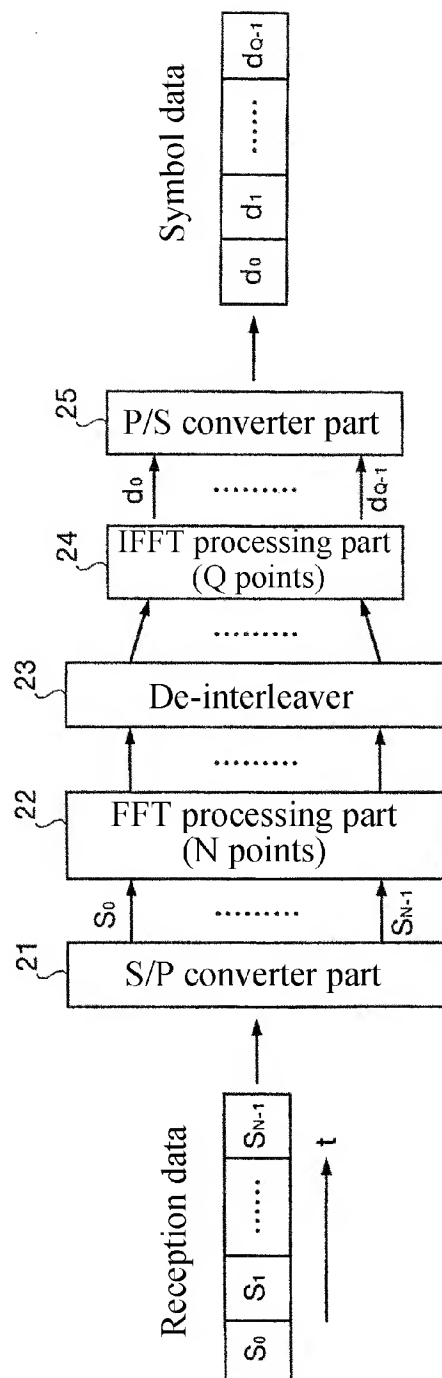 Reception data
S0 S1 ...... SN-1
t
21
S/P converter part
S0
.........
SN-1
22
FFT processing part
(N points)
.........
23
De-interleaver
.........
24
IFFT processing part
(Q points)
d0
.........
dQ-1
25
P/S converter part
Symbol data
d0 d1 ...... dQ-1